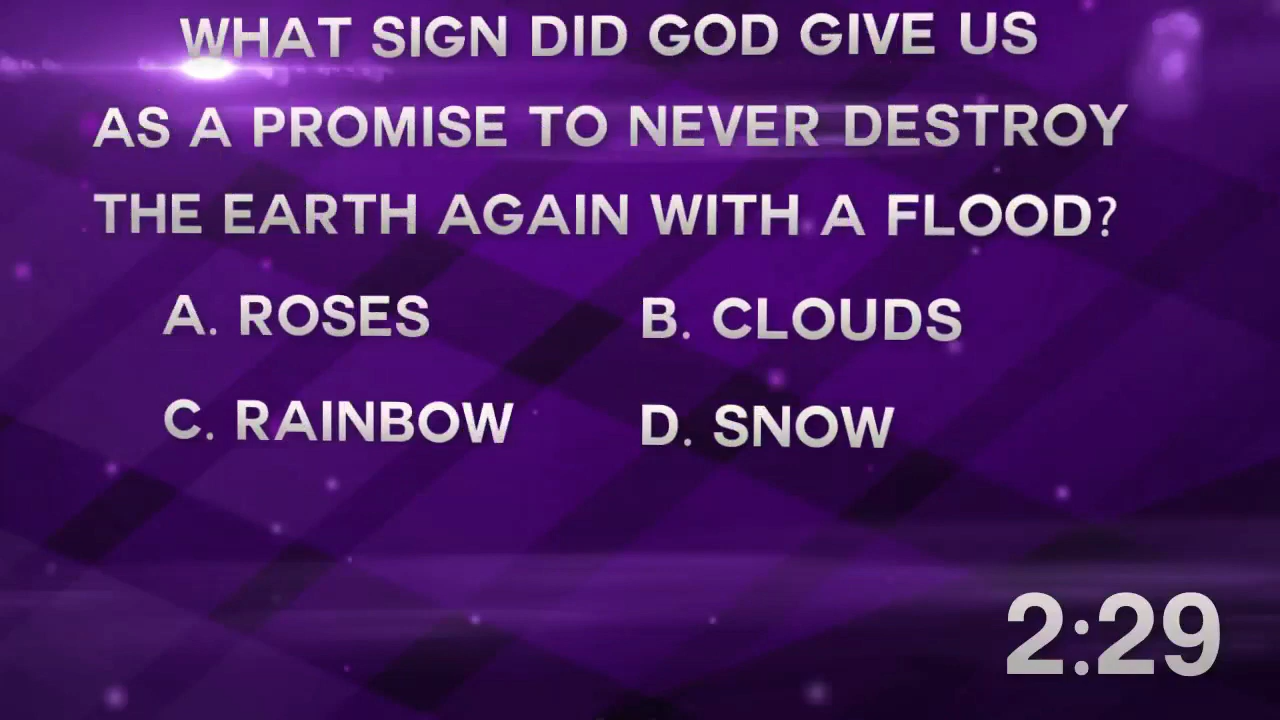 WHAT SIGN DID GOD GIVE US
AS A PROMISE TO NEVER DESTROY
THE EARTH AGAIN WITH A FLOOD?
A. ROSES B. CLOUDS
C. RAINBOW D. SNOW
2:29